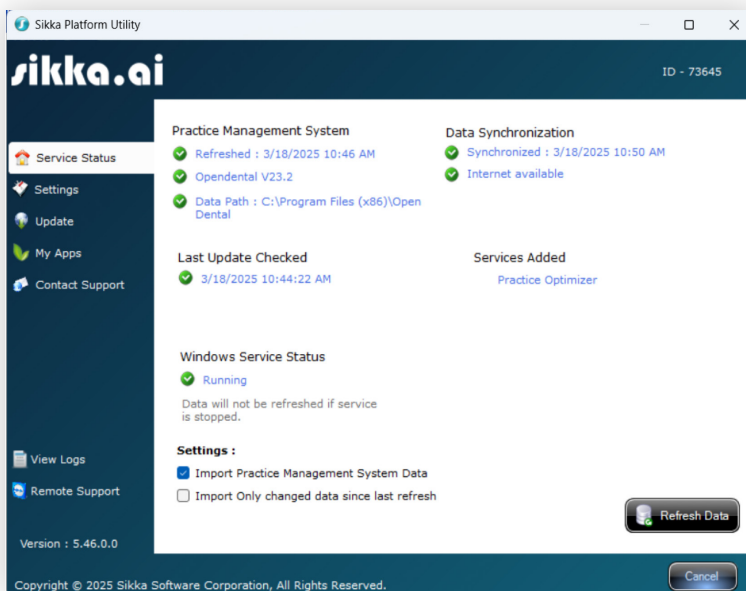 Sikka Platform Utility
sikka.ai
ID - 73645
Service Status
Settings
Update
My Apps
Contact Support
View Logs
Remote Support
Version : 5.46.0.0
Practice Management System
Refreshed : 3/18/2025 10:46 AM
Opendental V23.2
Data Path : C:\Program Files (x86)\Open
Dental
Data Synchronization
Synchronized : 3/18/2025 10:50 AM
Internet available
Last Update Checked
3/18/2025 10:44:22 AM
Services Added
Practice Optimizer
Windows Service Status
Running
Data will not be refreshed if service
is stopped.
Settings :
Import Practice Management System Data
Import Only changed data since last refresh
Refresh Data
Cancel
Copyright © 2025 Sikka Software Corporation, All Rights Reserved.